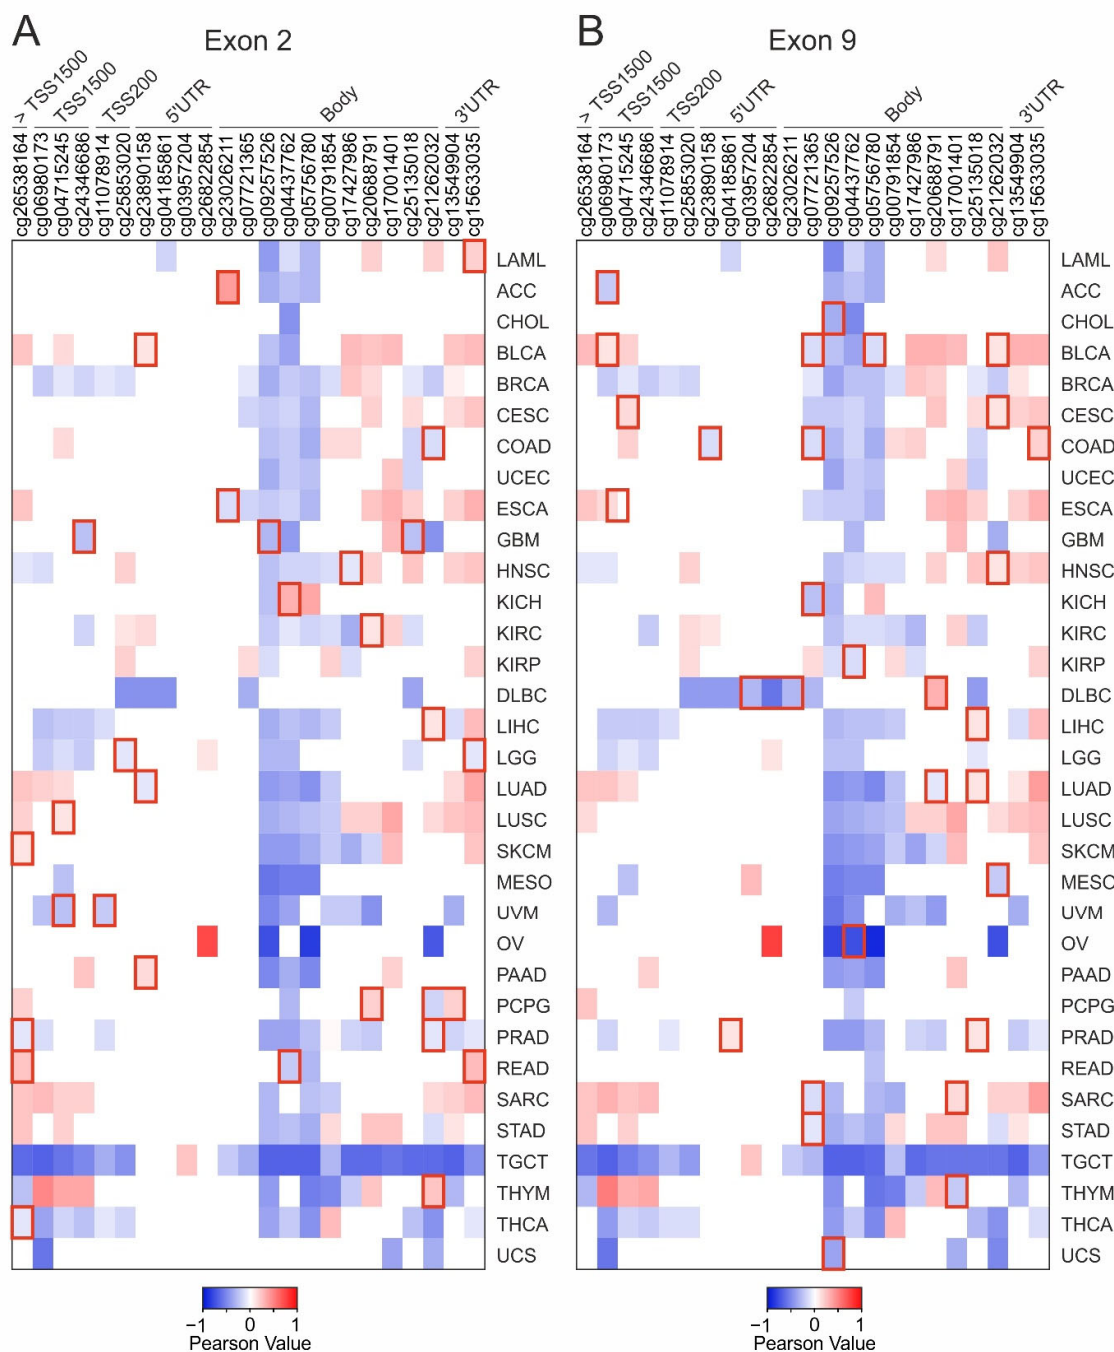 A
Exon 2
> TSS1500
TSS1500
TSS200
5'UTR
Body
3'UTR
cg26538164
cg06980173
cg04715245
cg24346686
cg11078914
cg25853020
cg23890158
cg04185861
cg03957204
cg26822854
cg23026211
cg07721365
cg09257526
cg04437762
cg05756780
cg00791854
cg17427986
cg20688791
cg17001401
cg25135018
cg21262032
cg13549904
cg15633035
LAML
ACC
CHOL
BLCA
BRCA
CESC
COAD
UCEC
ESCA
GBM
HNSC
KICH
KIRC
KIRP
DLBC
LIHC
LGG
LUAD
LUSC
SKCM
MESO
UVM
OV
PAAD
PCPG
PRAD
READ
SARC
STAD
TGCT
THYM
THCA
UCS
−1 0 1
Pearson Value
B
Exon 9
> TSS1500
TSS1500
TSS200
5'UTR
Body
3'UTR
cg26538164
cg06980173
cg04715245
cg24346686
cg11078914
cg25853020
cg23890158
cg04185861
cg03957204
cg26822854
cg23026211
cg07721365
cg09257526
cg04437762
cg05756780
cg00791854
cg17427986
cg20688791
cg17001401
cg25135018
cg21262032
cg13549904
cg15633035
LAML
ACC
CHOL
BLCA
BRCA
CESC
COAD
UCEC
ESCA
GBM
HNSC
KICH
KIRC
KIRP
DLBC
LIHC
LGG
LUAD
LUSC
SKCM
MESO
UVM
OV
PAAD
PCPG
PRAD
READ
SARC
STAD
TGCT
THYM
THCA
UCS
−1 0 1
Pearson Value